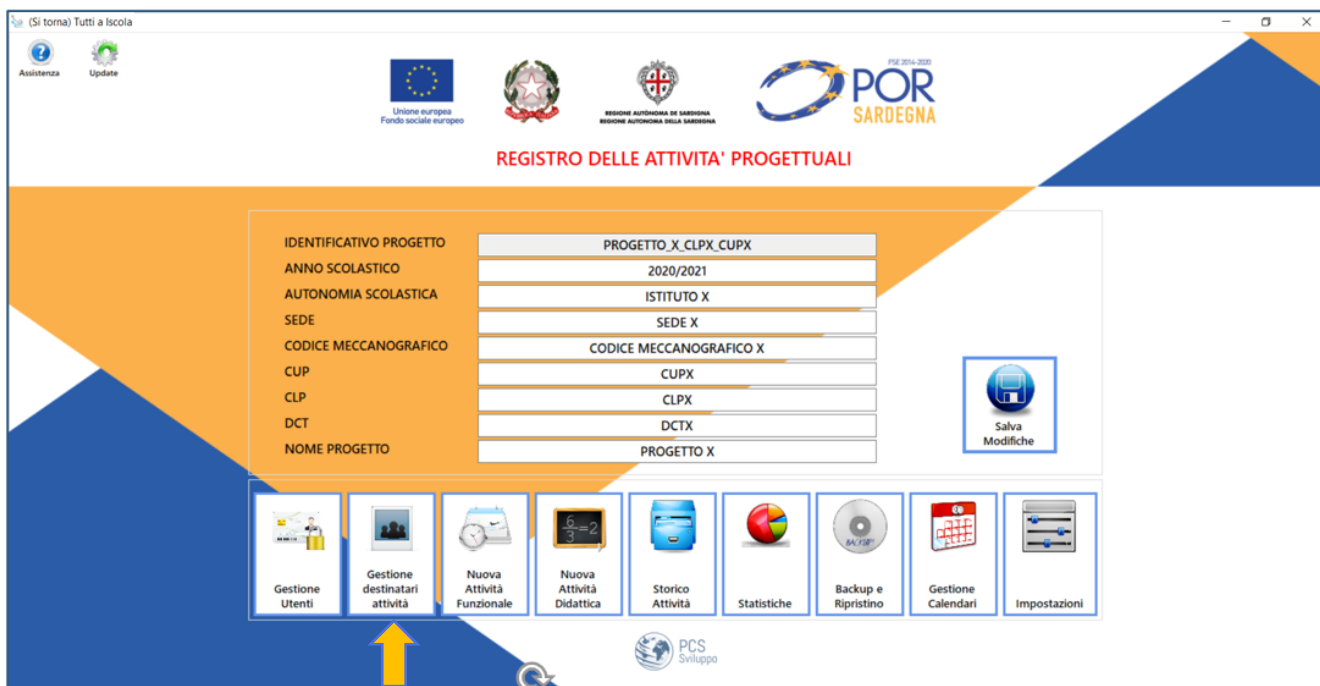 (Si torna) Tutti a Iscola
Assistenza
Update
Unione europea
Fondo sociale europeo
REGIONE AUTÒNOMA DE SARDIGNA
REGIONE AUTONOMA DELLA SARDEGNA
FSE 2014-2020
POR
SARDEGNA
REGISTRO DELLE ATTIVITA' PROGETTUALI
IDENTIFICATIVO PROGETTO PROGETTO_X_CLPX_CUPX
ANNO SCOLASTICO 2020/2021
AUTONOMIA SCOLASTICA ISTITUTO X
SEDE SEDE X
CODICE MECCANOGRAFICO CODICE MECCANOGRAFICO X
CUP CUPX
CLP CLPX
DCT DCTX
NOME PROGETTO PROGETTO X
Salva
Modifiche
6/3=2
BACKUP
Gestione
Utenti
Gestione
destinatari
attività
Nuova
Attività
Funzionale
Nuova
Attività
Didattica
Storico
Attività
Statistiche
Backup e
Ripristino
Gestione
Calendari
Impostazioni
PCS
Sviluppo